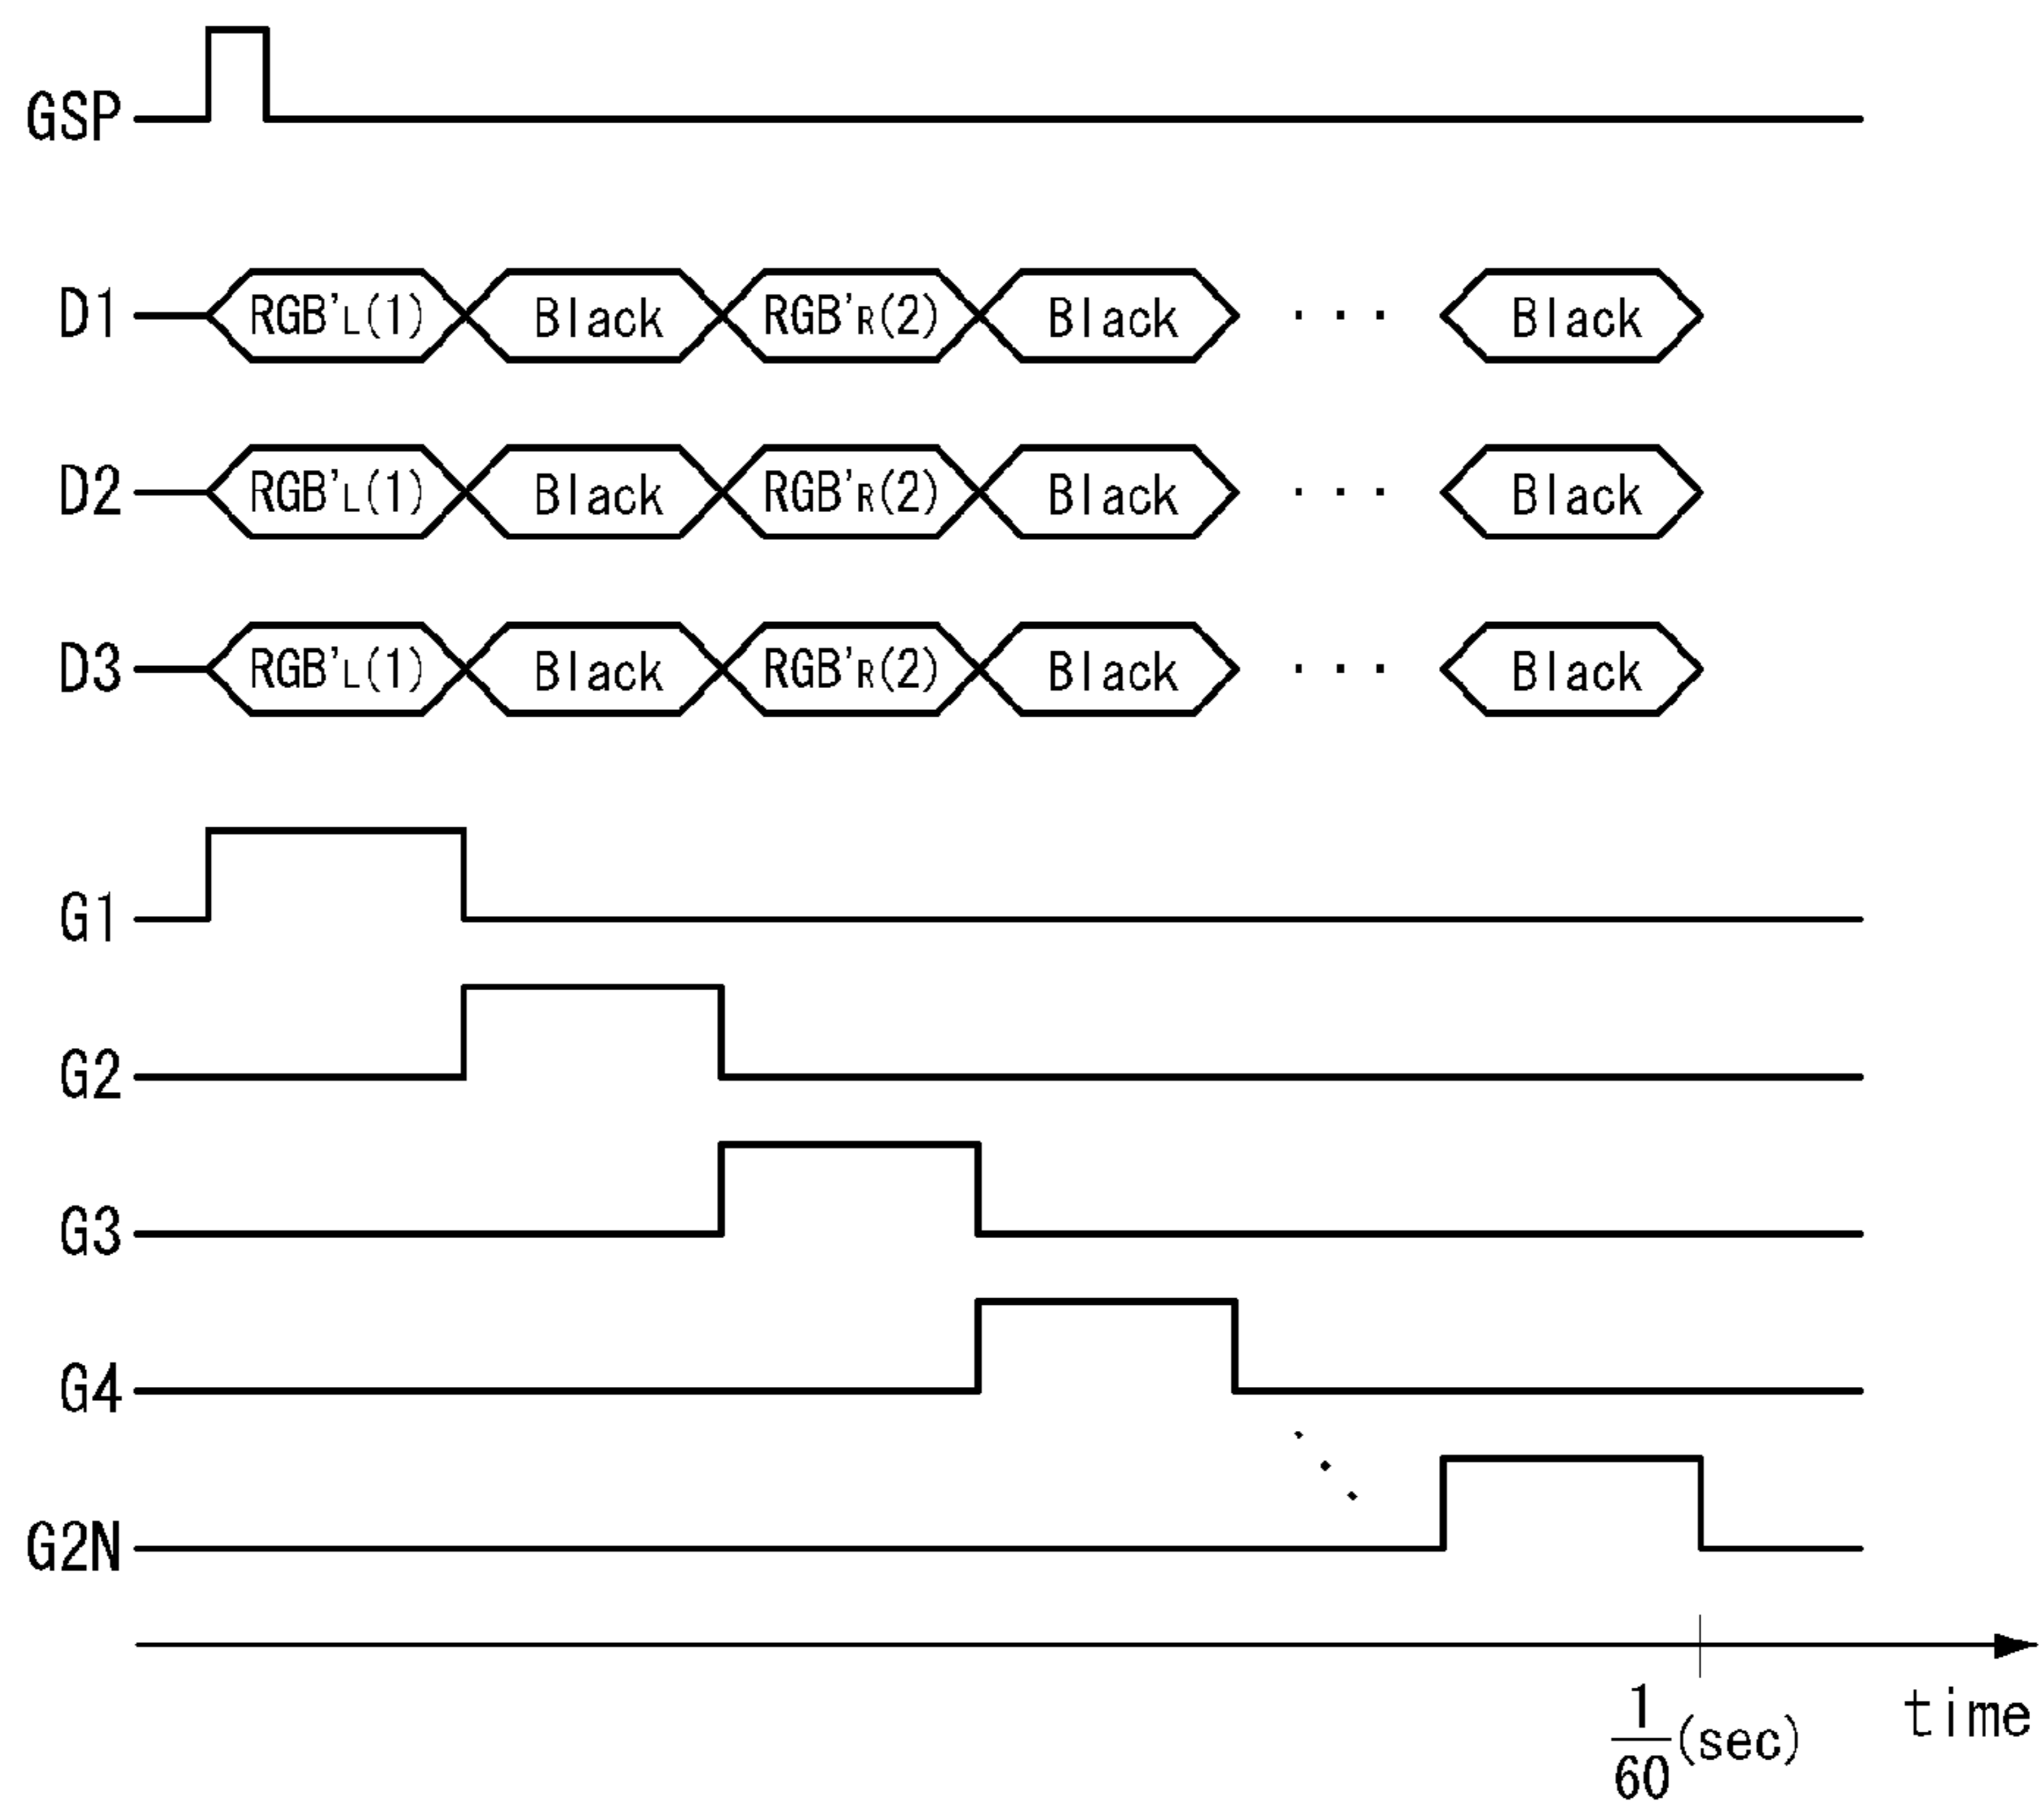 GSP
D1 RGB'L(1) Black RGB'R(2) Black ... Black
D2 RGB'L(1) Black RGB'R(2) Black ... Black
D3 RGB'L(1) Black RGB'R(2) Black ... Black
G1
G2
G3
G4
G2N
1/60 (sec) time